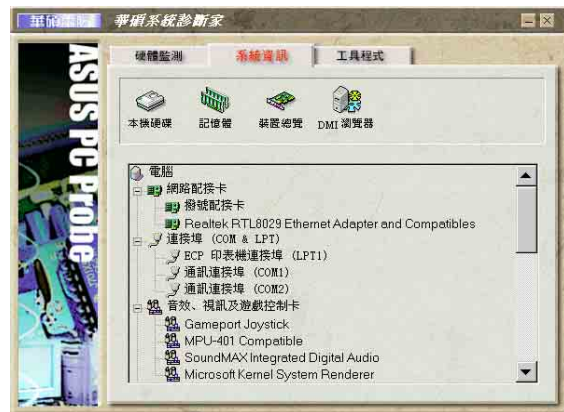 華碩電腦 華碩系統診斷家
硬體監測 系統資訊 工具程式
ASUS PC Probe
本機硬碟 記憶體 裝置總覽 DMI 瀏覽器
電腦
網路配接卡
撥號配接卡
Realtek RTL8029 Ethernet Adapter and Compatibles
連接埠 (COM & LPT)
ECP 印表機連接埠 (LPT1)
通訊連接埠 (COM1)
通訊連接埠 (COM2)
音效、視訊及遊戲控制卡
Gameport Joystick
MPU-401 Compatible
SoundMAX Integrated Digital Audio
Microsoft Kernel System Renderer